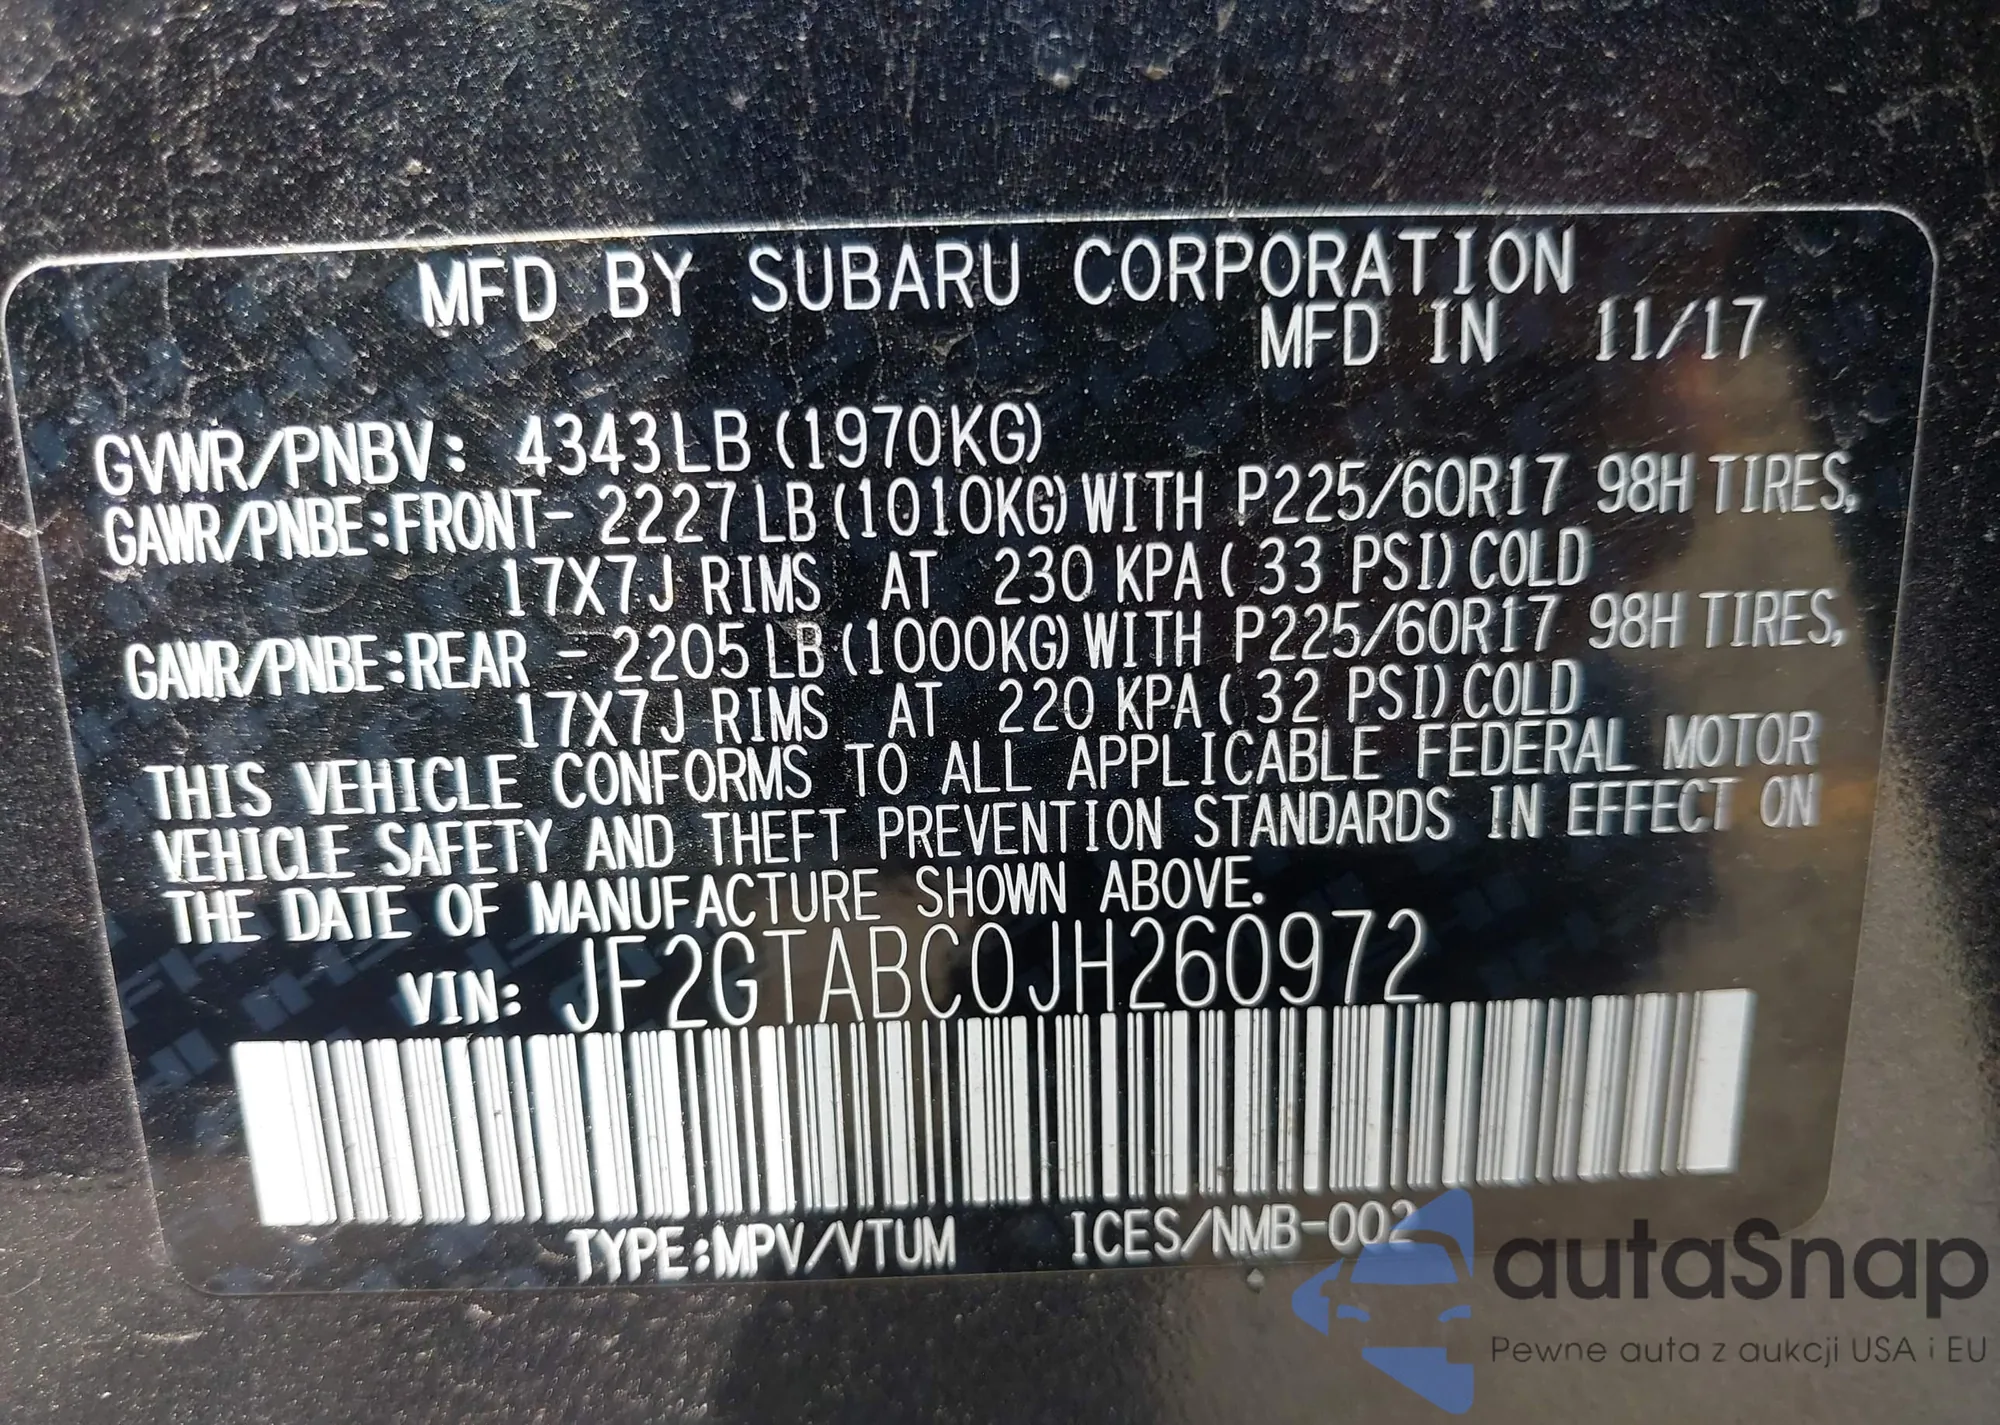 MFD BY SUBARU CORPORATION
MFD IN 11/17
GVWR/PNBV: 4343LB (1970KG)
GAWR/PNBE:FRONT- 2227LB (1010KG) WITH P225/60R17 98H TIRES,
17X7J RIMS AT 230 KPA ( 33 PSI) COLD
GAWR/PNBE:REAR - 2205LB (1000KG) WITH P225/60R17 98H TIRES,
17X7J RIMS AT 220 KPA ( 32 PSI) COLD
THIS VEHICLE CONFORMS TO ALL APPLICABLE FEDERAL MOTOR
VEHICLE SAFETY AND THEFT PREVENTION STANDARDS IN EFFECT ON
THE DATE OF MANUFACTURE SHOWN ABOVE.
VIN: JF2GTABC0JH260972
TYPE:MPV/VTUM ICES/NMB-002
autaSnap
Pewne auta z aukcji USA i EU